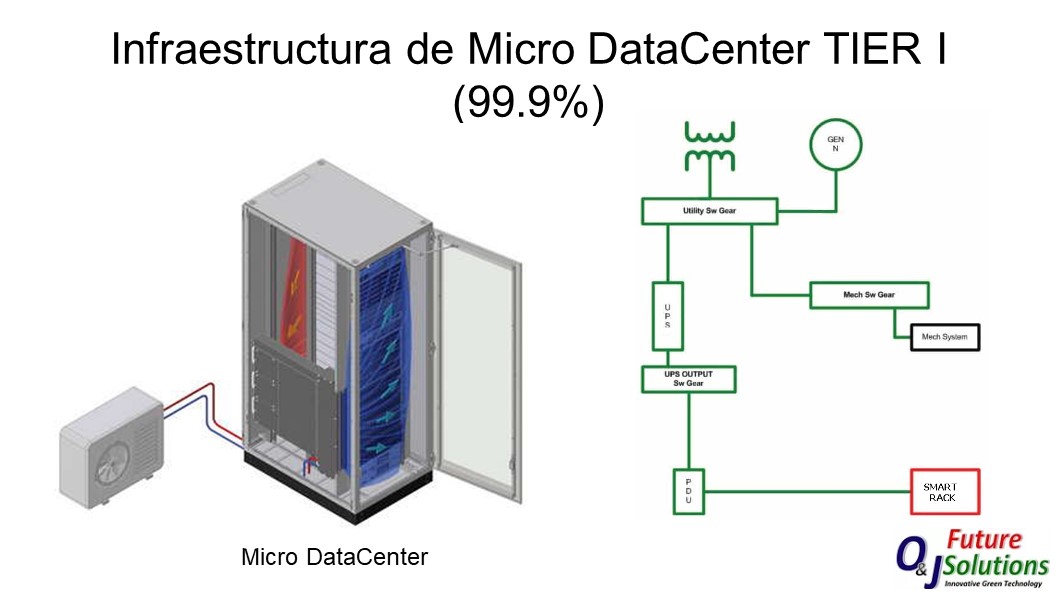 Infraestructura de Micro DataCenter TIER I
(99.9%)
GEN
N
Utility Sw Gear
Mech Sw Gear
U
P
S
Mech System
UPS OUTPUT
Sw Gear
P
D
U
SMART
RACK
Micro DataCenter
O&J Future
Solutions
Innovative Green Technology